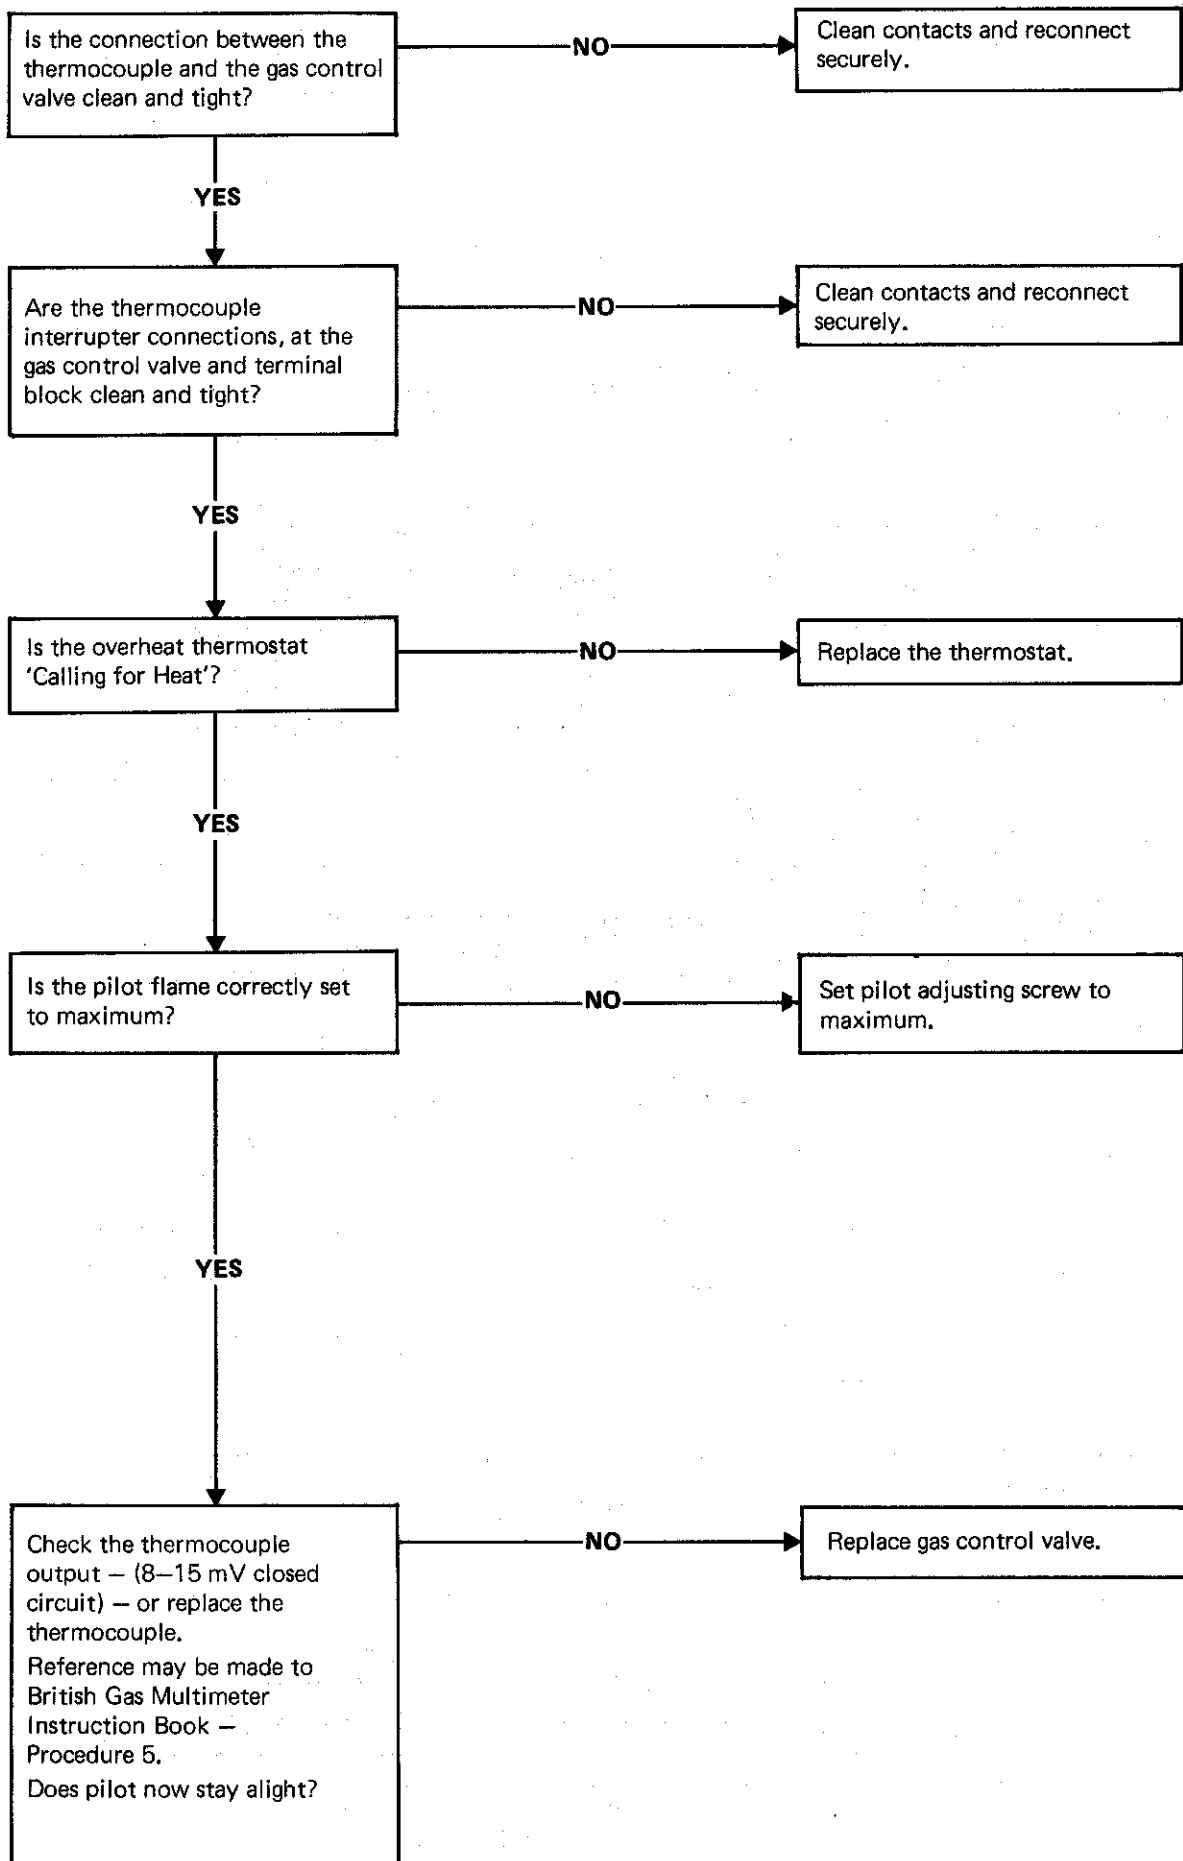 Is the connection between the
thermocouple and the gas control
valve clean and tight?
NO
Clean contacts and reconnect
securely.
YES
Are the thermocouple
interrupter connections, at the
gas control valve and terminal
block clean and tight?
NO
Clean contacts and reconnect
securely.
YES
Is the overheat thermostat
'Calling for Heat'?
NO
Replace the thermostat.
YES
Is the pilot flame correctly set
to maximum?
NO
Set pilot adjusting screw to
maximum.
YES
Check the thermocouple
output – (8–15 mV closed
circuit) – or replace the
thermocouple.
Reference may be made to
British Gas Multimeter
Instruction Book –
Procedure 5.
Does pilot now stay alight?
NO
Replace gas control valve.